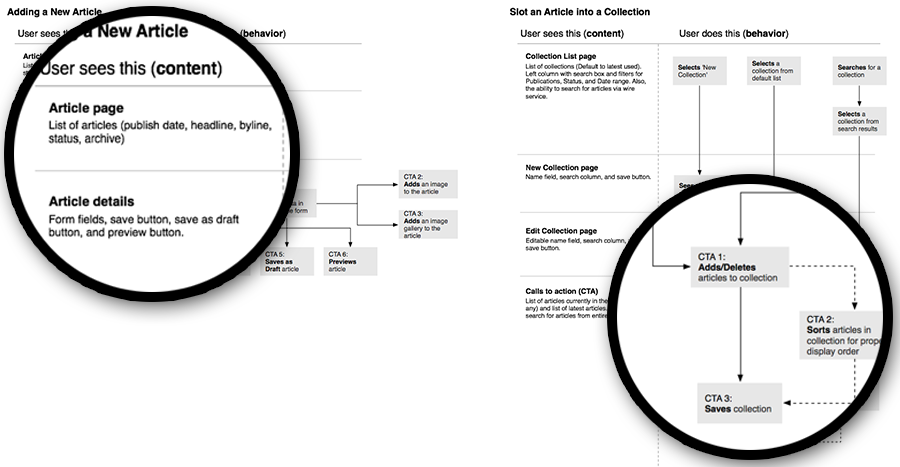 Adding a New Article
a New Article
User sees this (content)
(behavior)
Article page
List of articles (publish date, headline, byline,
status, archive)
Article details
Form fields, save button, save as draft
button, and preview button.
in
form
CTA 2:
Adds an image
to the article
CTA 3:
Adds an image
gallery to the
article
CTA 5:
Saves as
Draft article
CTA 6:
Previews
article
Slot an Article into a Collection
User sees this (content)
User does this (behavior)
Collection List page
List of collections (Default to latest used).
Left column with search box and filters for
Publications, Status, and Date range. Also,
the ability to search for articles via wire
service.
Selects 'New
Collection'
Selects a
collection from
default list
Searches for a
collection
Selects a
collection from
search results
New Collection page
Name field, search column, and save button.
Edit Collection page
Editable name field, search column,
save button.
Calls to action (CTA)
List of articles currently in the
any) and list of latest articles.
search for articles from entire
CTA 1:
Adds/Deletes
articles to collection
CTA 2:
Sorts articles in
collection for
display order
CTA 3:
Saves collection